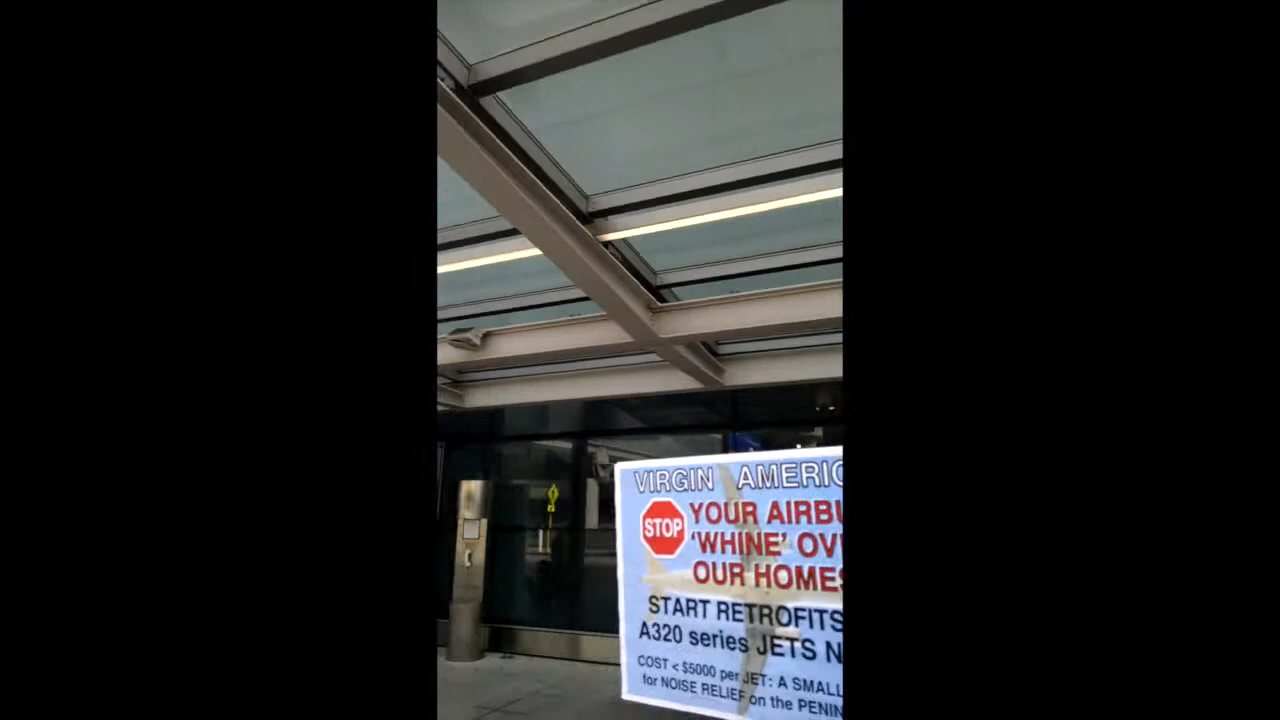 VIRGIN AMERIC
STOP
YOUR AIRBU
'WHINE' OV
OUR HOMES
START RETROFITS
A320 series JETS N
COST < $5000 per JET: A SMALL
for NOISE RELIEF on the PENIN